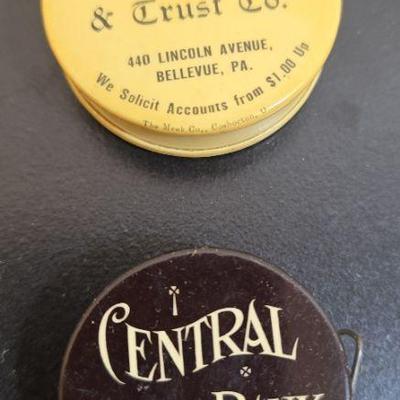 & Trust Co.
440 LINCOLN AVENUE,
BELLEVUE, PA.
We Solicit Accounts from $1.00 Up
The Meek Co., Coshocton, O.
CENTRAL
BANK